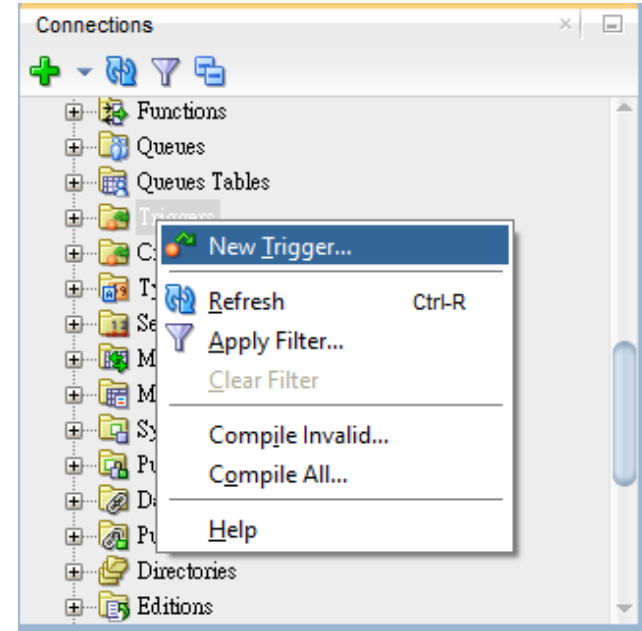 Connections
Functions
Queues
Queues Tables
Triggers
New Trigger...
Refresh Ctrl-R
Apply Filter...
Clear Filter
Compile Invalid...
Compile All...
Help
Directories
Editions